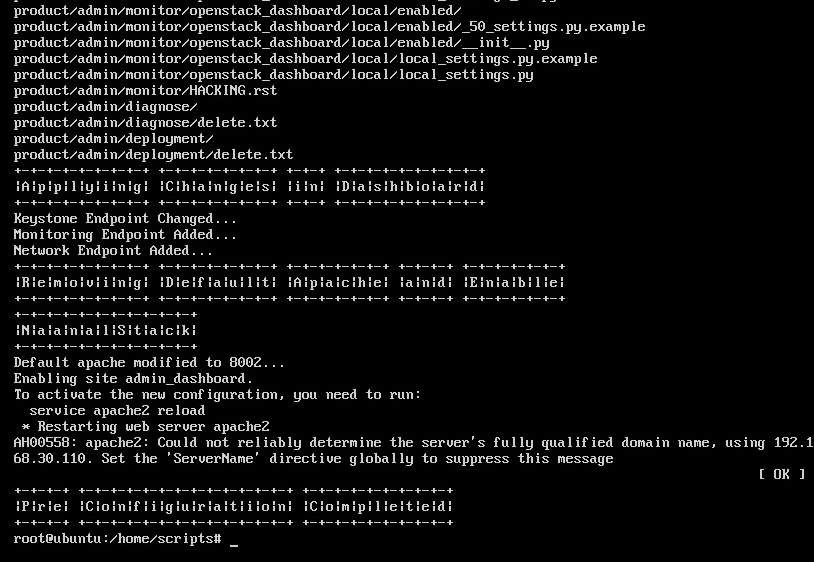 product/admin/monitor/openstack_dashboard/local/enabled/
product/admin/monitor/openstack_dashboard/local/enabled/_50_settings.py.example
product/admin/monitor/openstack_dashboard/local/enabled/__init__.py
product/admin/monitor/openstack_dashboard/local/local_settings.py.example
product/admin/monitor/openstack_dashboard/local/local_settings.py
product/admin/monitor/HACKING.rst
product/admin/diagnose/
product/admin/diagnose/delete.txt
product/admin/deployment/
product/admin/deployment/delete.txt
+-+-+-+-+-+-+-+-+ +-+-+-+-+-+-+-+ +-+-+ +-+-+-+-+-+-+-+-+-+
|A|p|p|l|y|i|n|g| |C|h|a|n|g|e|s| |i|n| |D|a|s|h|b|o|a|r|d|
+-+-+-+-+-+-+-+-+ +-+-+-+-+-+-+-+ +-+-+ +-+-+-+-+-+-+-+-+-+
Keystone Endpoint Changed...
Monitoring Endpoint Added...
Network Endpoint Added...
+-+-+-+-+-+-+-+-+ +-+-+-+-+-+-+-+ +-+-+-+-+-+-+ +-+-+-+ +-+-+-+-+-+-+
|R|e|m|o|v|i|n|g| |D|e|f|a|u|l|t| |A|p|a|c|h|e| |a|n|d| |E|n|a|b|l|e|
+-+-+-+-+-+-+-+-+ +-+-+-+-+-+-+-+ +-+-+-+-+-+-+ +-+-+-+ +-+-+-+-+-+-+
+-+-+-+-+-+-+-+-+-+-+-+
|N|a|a|n|a|l|S|t|a|c|k|
+-+-+-+-+-+-+-+-+-+-+-+
Default apache modified to 8002...
Enabling site admin_dashboard.
To activate the new configuration, you need to run:
  service apache2 reload
 * Restarting web server apache2
AH00558: apache2: Could not reliably determine the server's fully qualified domain name, using 192.1
68.30.110. Set the 'ServerName' directive globally to suppress this message
[ OK ]
+-+-+-+ +-+-+-+-+-+-+-+-+-+-+-+-+-+ +-+-+-+-+-+-+-+-+-+
|P|r|e| |C|o|n|f|i|g|u|r|a|t|i|o|n| |C|o|m|p|l|e|t|e|d|
+-+-+-+ +-+-+-+-+-+-+-+-+-+-+-+-+-+ +-+-+-+-+-+-+-+-+-+
root@ubuntu:/home/scripts# _